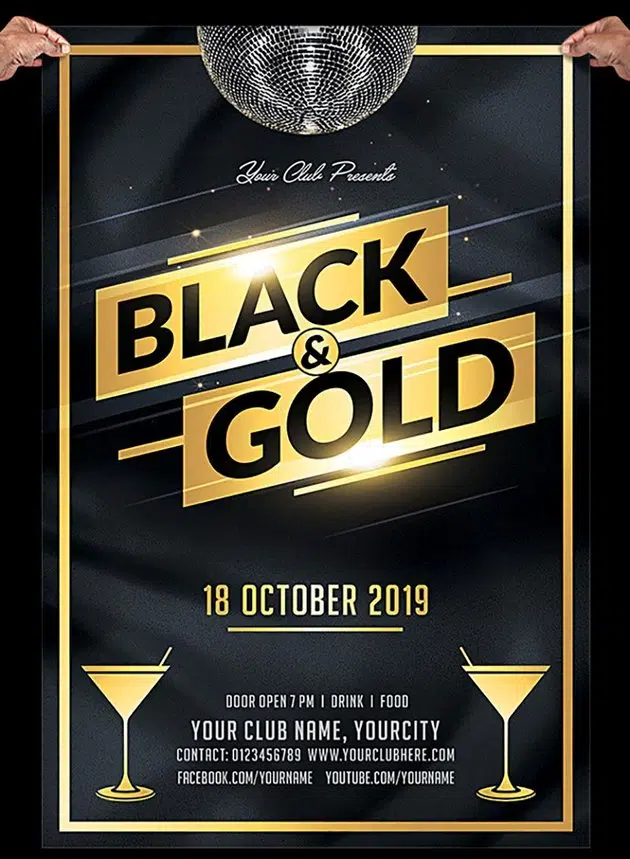 Your Club Presents
BLACK
&
GOLD
18 OCTOBER 2019
DOOR OPEN 7 PM | DRINK | FOOD
YOUR CLUB NAME, YOURCITY
CONTACT: 0123456789 WWW.YOURCLUBHERE.COM
FACEBOOK.COM/YOURNAME YOUTUBE.COM/YOURNAME